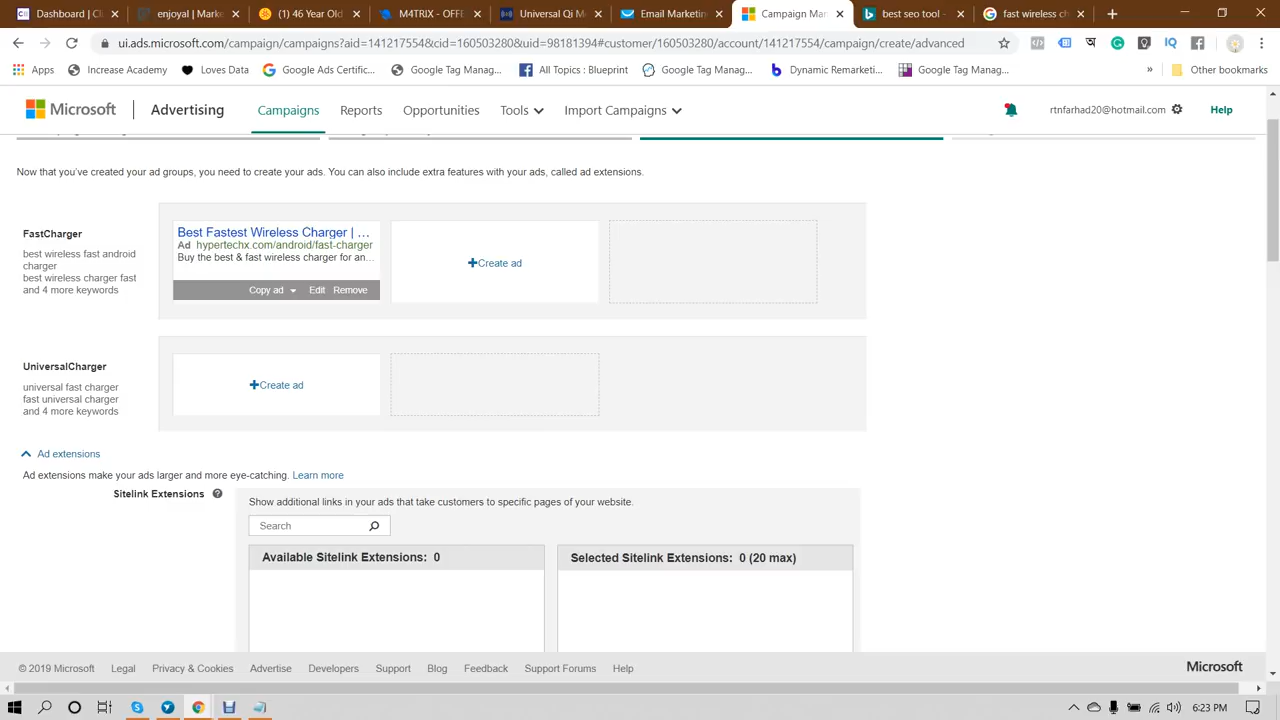 Dashboard | Cl
enjoyal | Marke
(1) 46 Year Old
M4TRIX - OFFE
Universal Qi M
Email Marketin
Campaign Mar
best seo tool -
fast wireless ch
ui.ads.microsoft.com/campaign/campaigns?aid=141217554&cid=160503280&uid=98181394#customer/160503280/account/141217554/campaign/create/advanced
Apps
Increase Academy
Loves Data
Google Ads Certific...
Google Tag Manag...
All Topics : Blueprint
Google Tag Manag...
Dynamic Remarketi...
Google Tag Manag...
»
Other bookmarks
Microsoft
Advertising
Campaigns
Reports
Opportunities
Tools
Import Campaigns
rtnfarhad20@hotmail.com
Help
Now that you've created your ad groups, you need to create your ads. You can also include extra features with your ads, called ad extensions.
FastCharger
best wireless fast android
charger
best wireless charger fast
and 4 more keywords
Best Fastest Wireless Charger | ...
Ad hypertechx.com/android/fast-charger
Buy the best & fast wireless charger for an...
Copy ad
Edit
Remove
Create ad
UniversalCharger
universal fast charger
fast universal charger
and 4 more keywords
Create ad
Ad extensions
Ad extensions make your ads larger and more eye-catching. Learn more
Sitelink Extensions
Show additional links in your ads that take customers to specific pages of your website.
Search
Available Sitelink Extensions: 0
Selected Sitelink Extensions: 0 (20 max)
© 2019 Microsoft
Legal
Privacy & Cookies
Advertise
Developers
Support
Blog
Feedback
Support Forums
Help
Microsoft
6:23 PM